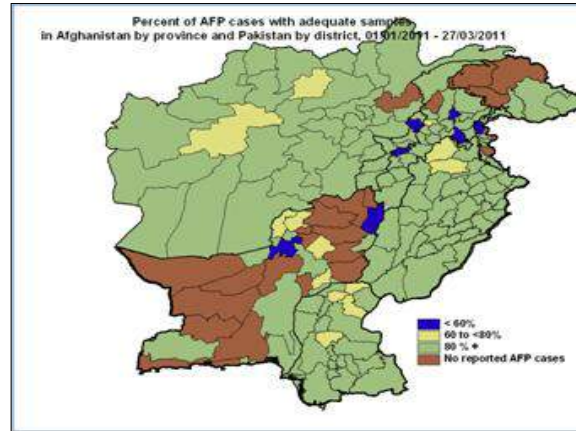 Percent of AFP cases with adequate samples
in Afghanistan by province and Pakistan by district, 01/01/2011 - 27/03/2011
< 60%
60 to <80%
80 % +
No reported AFP cases